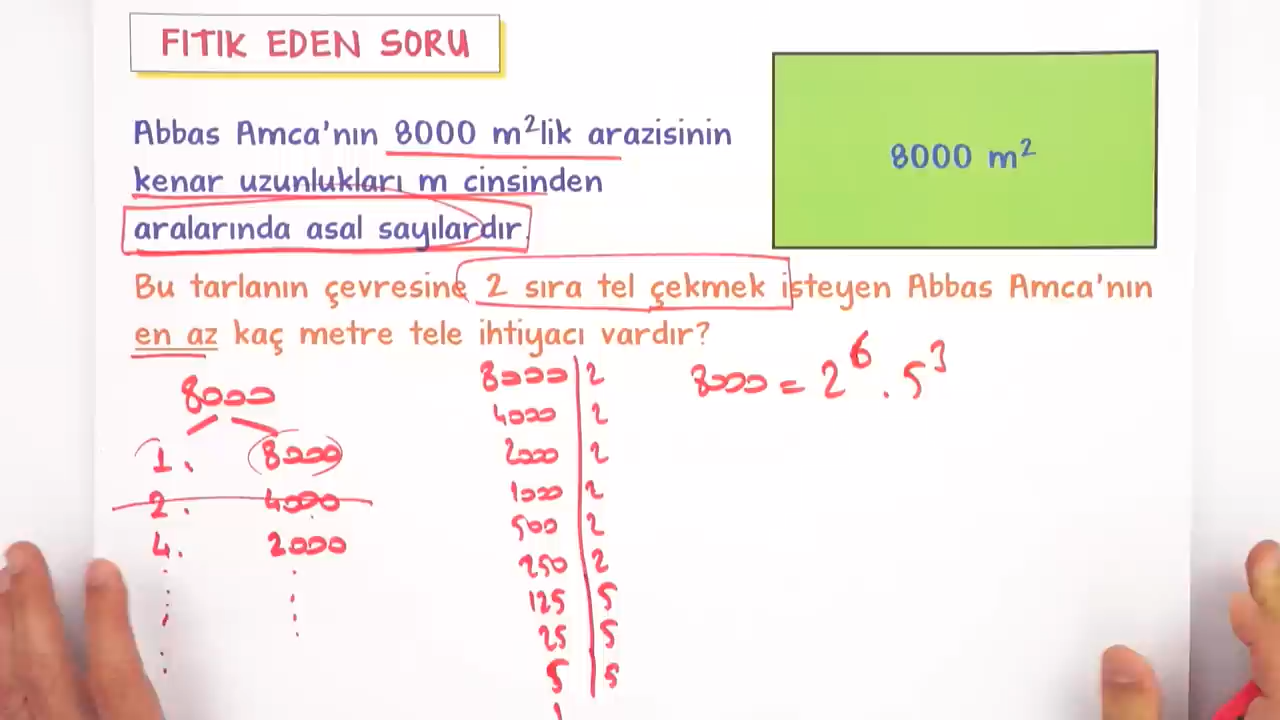 FITIK EDEN SORU
Abbas Amca'nın 8000 m²lik arazisinin
kenar uzunlukları m cinsinden
aralarında asal sayılardır.
8000 m²
Bu tarlanın çevresine 2 sıra tel çekmek isteyen Abbas Amca'nın
en az kaç metre tele ihtiyacı vardır?
8000
1. 8000
2. 4000
4. 2000
8000 2
4000 2
2000 2
1000 2
500 2
250 2
125 5
25 5
5 5
1
8000 = 2⁶ . 5³